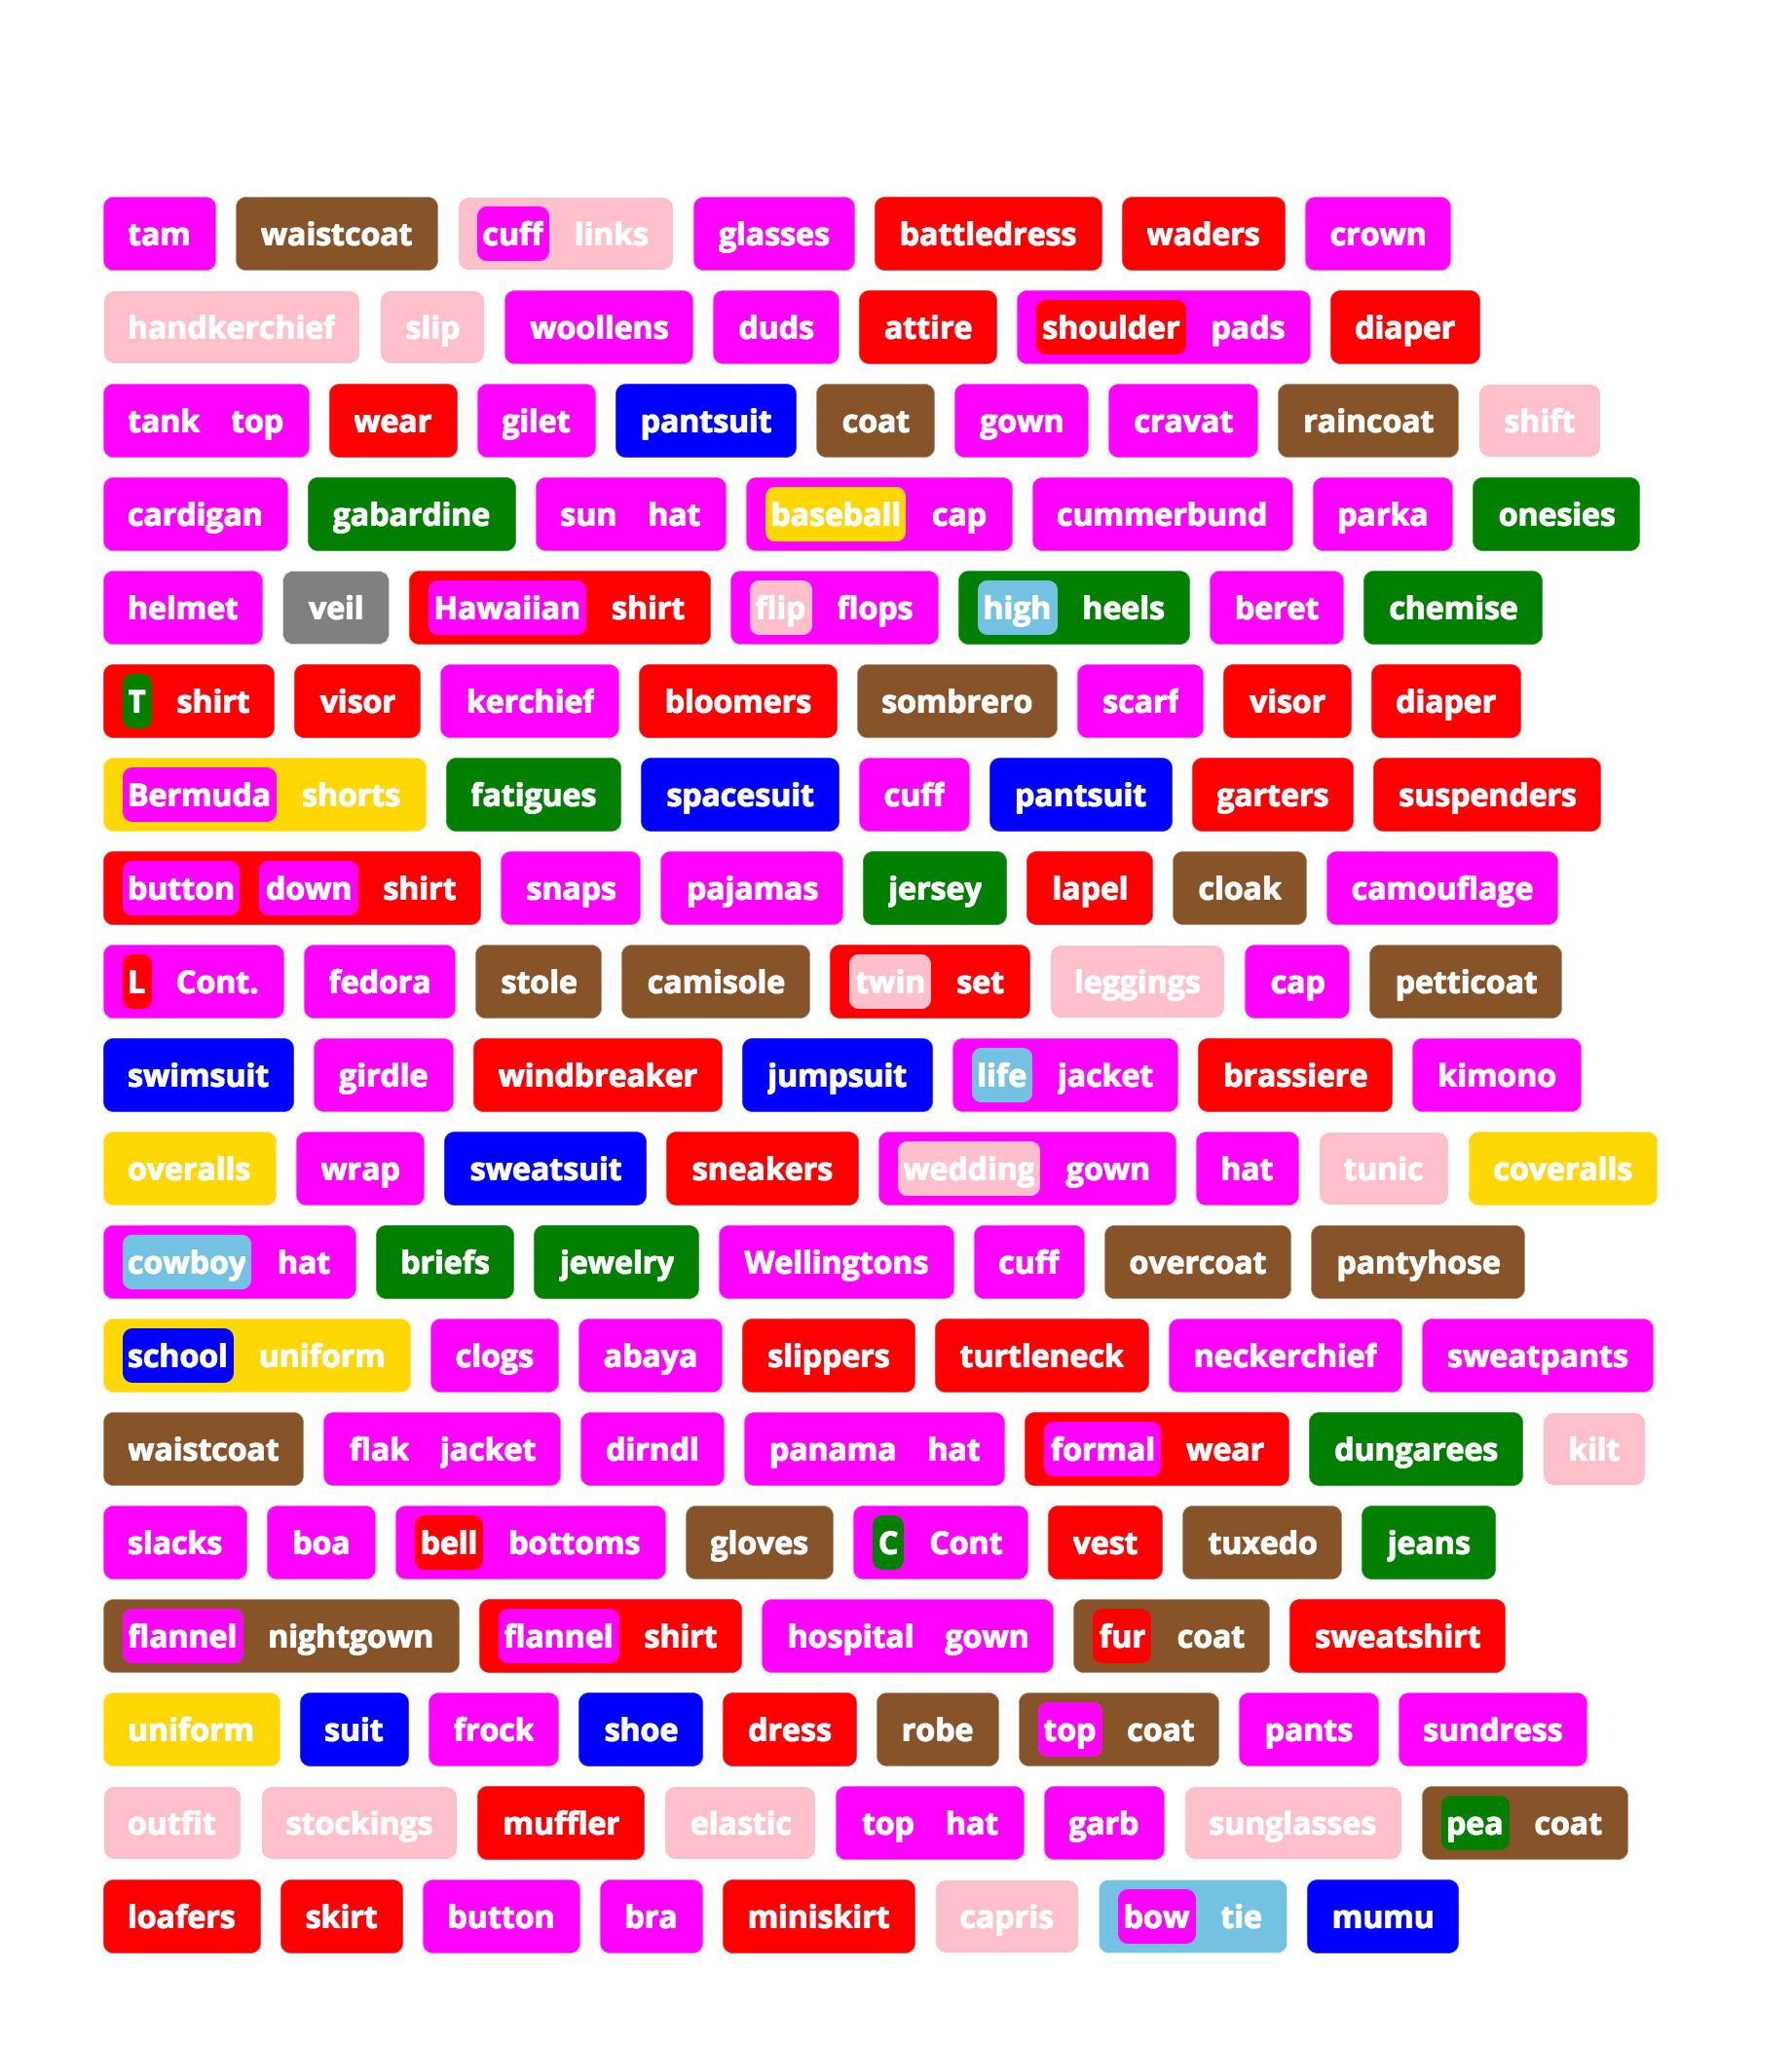 tam waistcoat cuff links glasses battledress waders crown
handkerchief slip woollens duds attire shoulder pads diaper
tank top wear gilet pantsuit coat gown cravat raincoat shift
cardigan gabardine sun hat baseball cap cummerbund parka onesies
helmet veil Hawaiian shirt flip flops high heels beret chemise
T shirt visor kerchief bloomers sombrero scarf visor diaper
Bermuda shorts fatigues spacesuit cuff pantsuit garters suspenders
button down shirt snaps pajamas jersey lapel cloak camouflage
L Cont. fedora stole camisole twin set leggings cap petticoat
swimsuit girdle windbreaker jumpsuit life jacket brassiere kimono
overalls wrap sweatsuit sneakers wedding gown hat tunic coveralls
cowboy hat briefs jewelry Wellingtons cuff overcoat pantyhose
school uniform clogs abaya slippers turtleneck neckerchief sweatpants
waistcoat flak jacket dirndl panama hat formal wear dungarees kilt
slacks boa bell bottoms gloves C Cont vest tuxedo jeans
flannel nightgown flannel shirt hospital gown fur coat sweatshirt
uniform suit frock shoe dress robe top coat pants sundress
outfit stockings muffler elastic top hat garb sunglasses pea coat
loafers skirt button bra miniskirt capris bow tie mumu